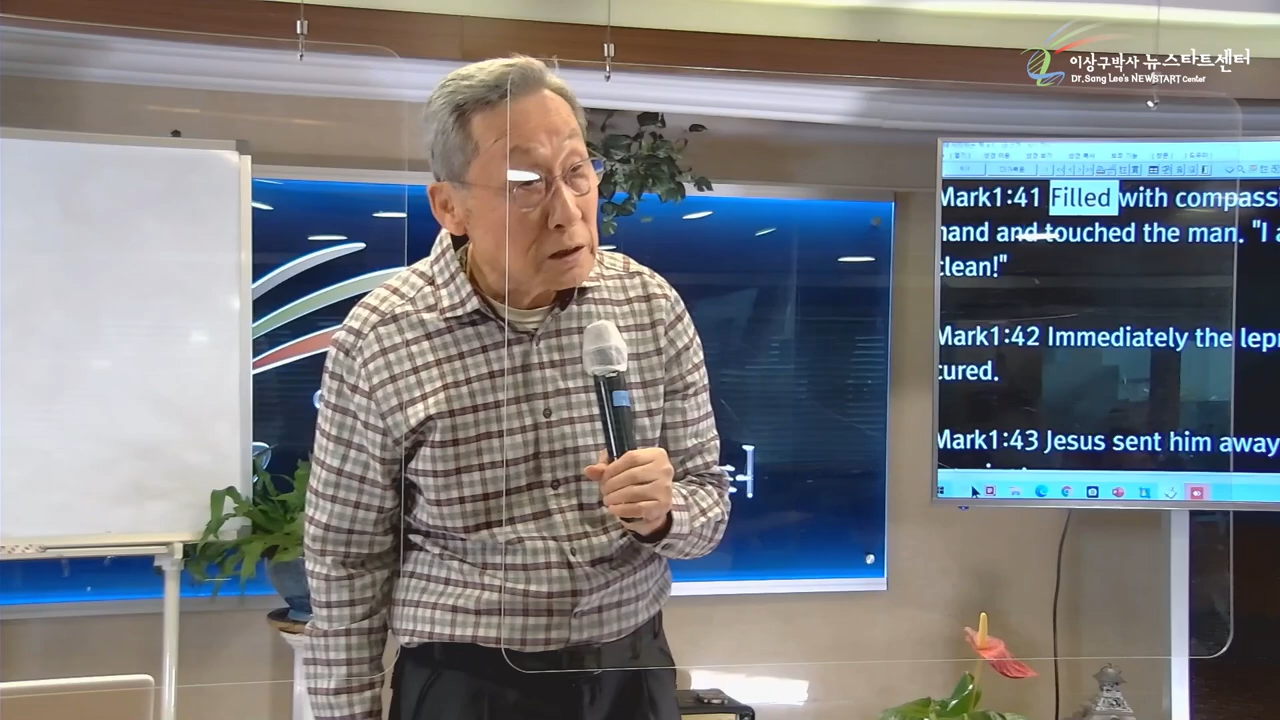 이상구박사 뉴스타트센터
Dr. Sang Lee's NEWSTART Center
Mark1:41 Filled with compass
hand and touched the man. "I a
clean!"
Mark1:42 Immediately the lepr
cured.
Mark1:43 Jesus sent him away